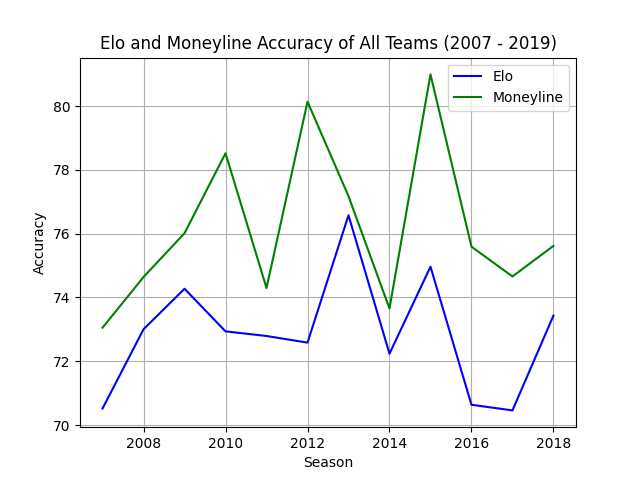 Elo and Moneyline Accuracy of All Teams (2007 - 2019)
Elo
Moneyline
Accuracy
80
78
76
74
72
70
2008 2010 2012 2014 2016 2018
Season